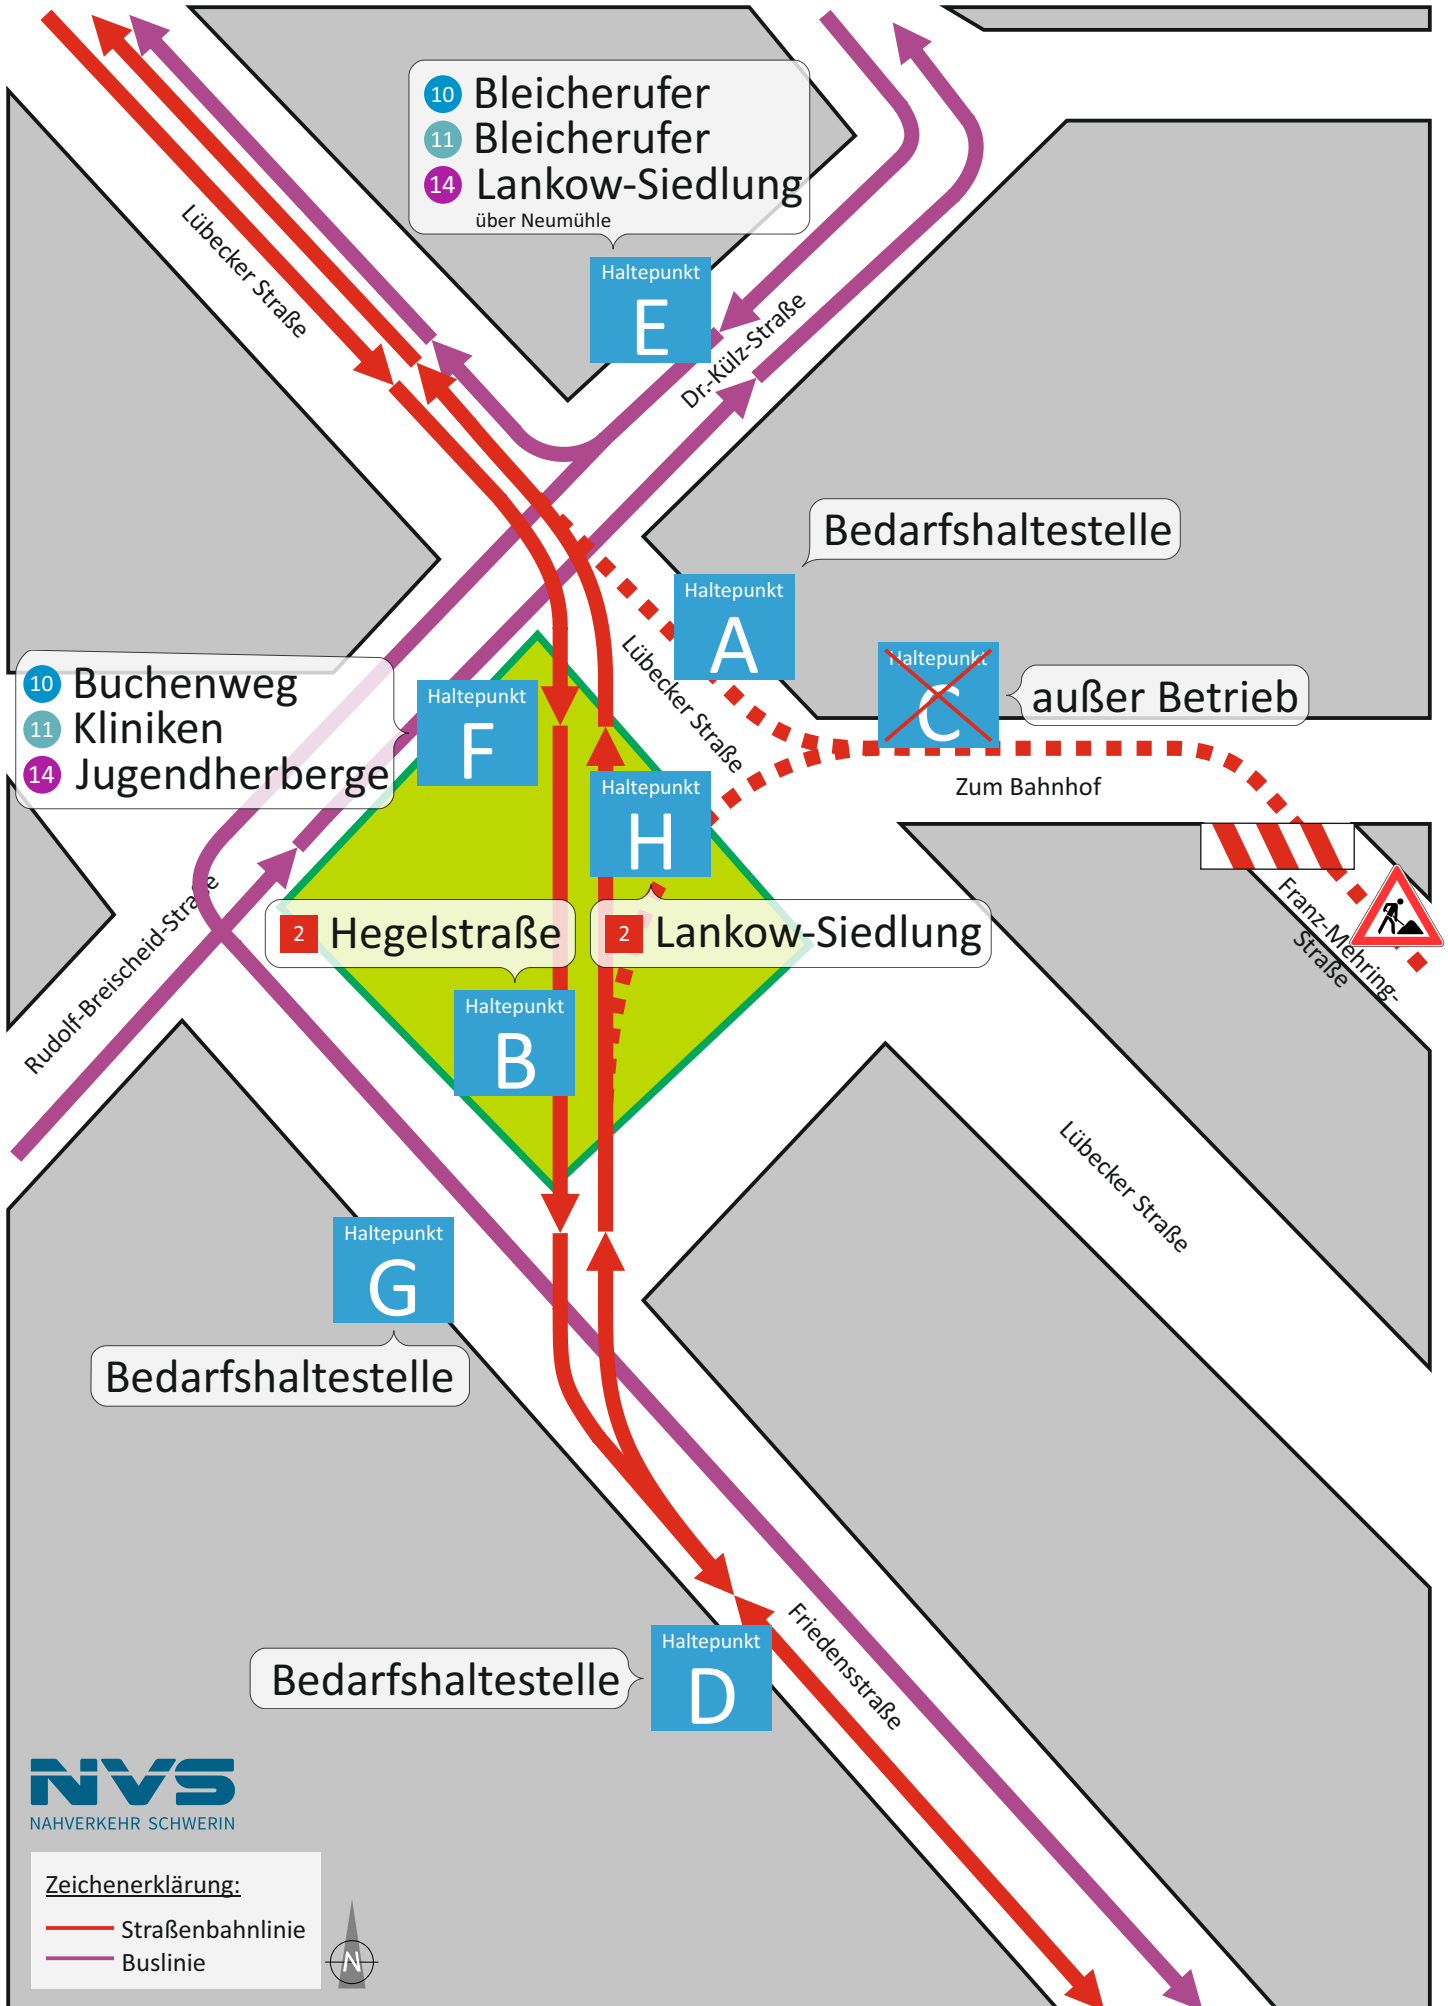 10 Bleicherufer
11 Bleicherufer
14 Lankow-Siedlung
über Neumühle
Haltepunkt
E
Lübecker Straße
Dr.-Külz-Straße
Bedarfshaltestelle
Haltepunkt
A
Lübecker Straße
Haltepunkt
C
außer Betrieb
Zum Bahnhof
10 Buchenweg
11 Kliniken
14 Jugendherberge
Haltepunkt
F
Haltepunkt
H
2 Hegelstraße
2 Lankow-Siedlung
Franz-Mehring-
Straße
Rudolf-Breischeid-Straße
Haltepunkt
B
Lübecker Straße
Haltepunkt
G
Bedarfshaltestelle
Haltepunkt
D
Bedarfshaltestelle
Friedensstraße
NVS
NAHVERKEHR SCHWERIN
Zeichenerklärung:
Straßenbahnlinie
Buslinie
N